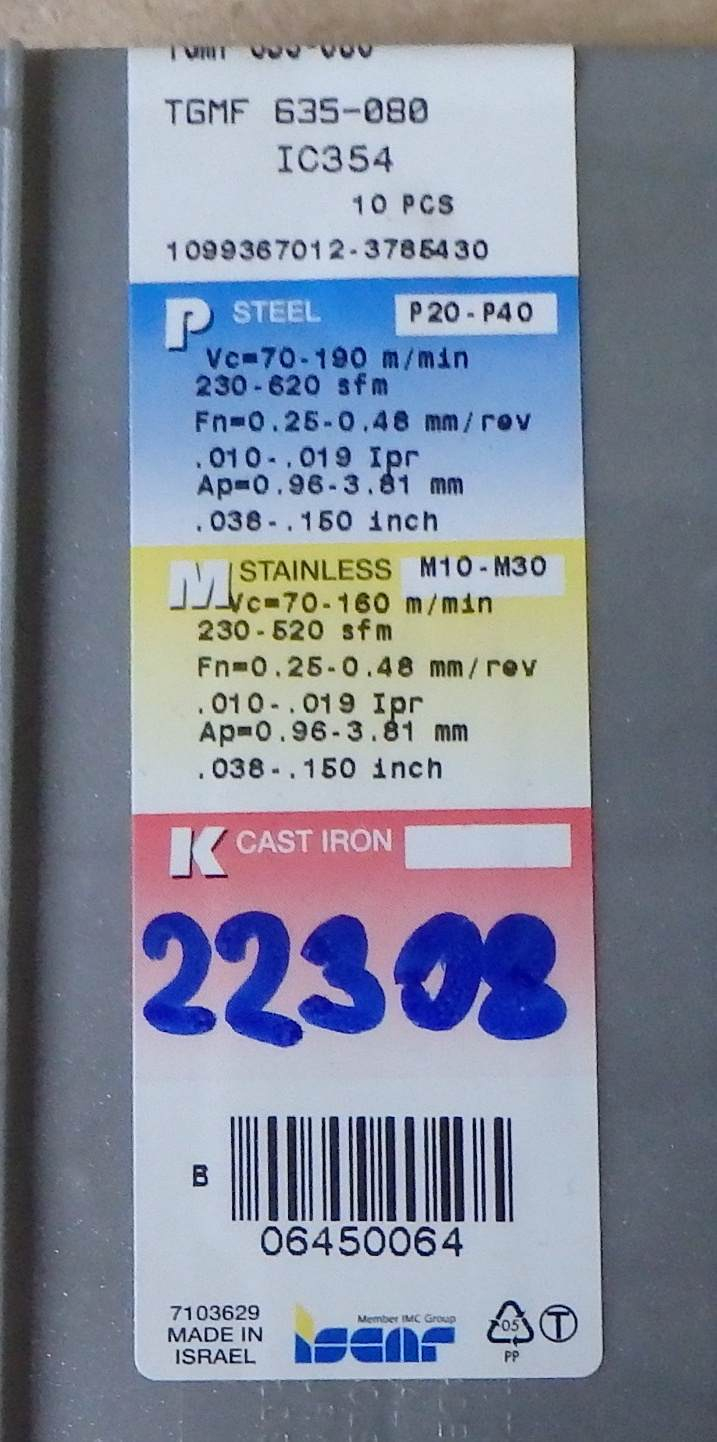 TGMF 635-080
TGMF 635-080
IC354
10 PCS
1099367012-3785430
P STEEL P20-P40
Vc=70-190 m/min
230-620 sfm
Fn=0.25-0.48 mm/rev
.010-.019 Ipr
Ap=0.96-3.81 mm
.038-.150 inch
M STAINLESS M10-M30
Vc=70-160 m/min
230-520 sfm
Fn=0.25-0.48 mm/rev
.010-.019 Ipr
Ap=0.96-3.81 mm
.038-.150 inch
K CAST IRON
22308
B
06450064
7103629
MADE IN
ISRAEL
Member IMC Group
iscar
05
PP
T